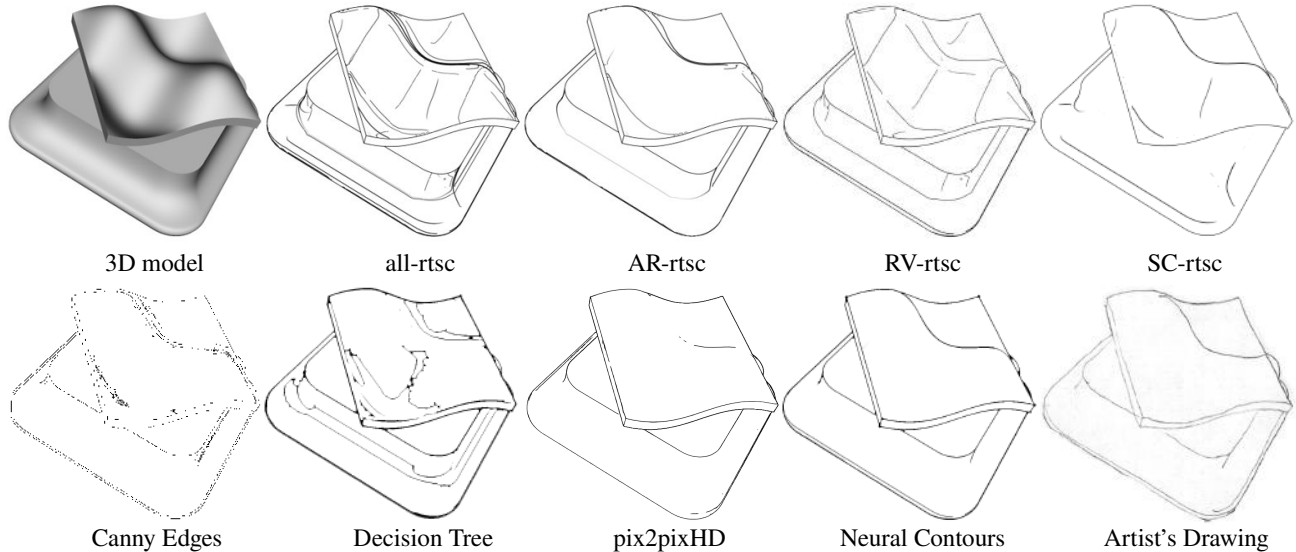 3D model
all-rtsc
AR-rtsc
RV-rtsc
SC-rtsc
Canny Edges
Decision Tree
pix2pixHD
Neural Contours
Artist's Drawing